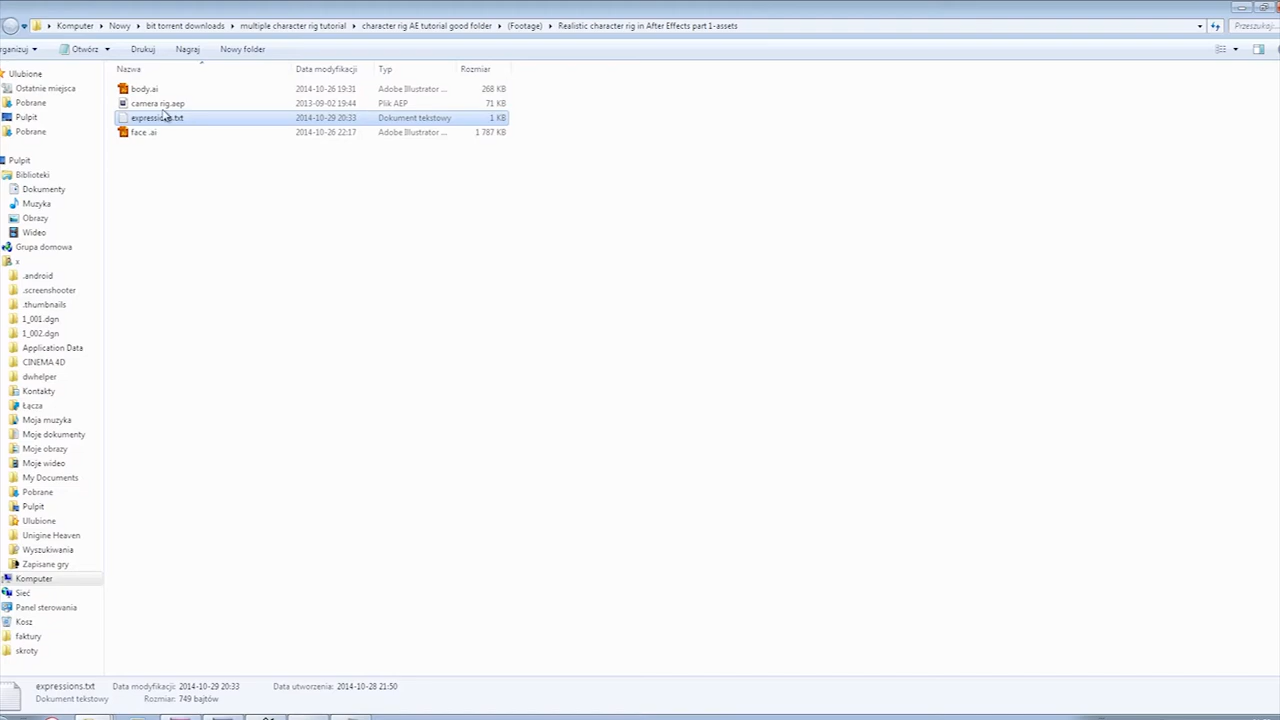 Komputer ▸ Nowy ▸ bit torrent downloads ▸ multiple character rig tutorial ▸ character rig AE tutorial good folder ▸ (Footage) ▸ Realistic character rig in After Effects part 1-assets
Przeszukaj:
rganizuj Otwórz Drukuj Nagraj Nowy folder
Nazwa Data modyfikacji Typ Rozmiar
body.ai 2014-10-26 19:31 Adobe Illustrator ... 268 KB
camera rig.aep 2013-09-02 19:44 Plik AEP 71 KB
expressions.txt 2014-10-29 20:33 Dokument tekstowy 1 KB
face .ai 2014-10-26 22:17 Adobe Illustrator ... 1 787 KB
Ulubione
Ostatnie miejsca
Pobrane
Pulpit
Pobrane
Pulpit
Biblioteki
Dokumenty
Muzyka
Obrazy
Wideo
Grupa domowa
x
.android
.screenshooter
.thumbnails
1_001.dgn
1_002.dgn
Application Data
CINEMA 4D
dwhelper
Kontakty
Łącza
Moja muzyka
Moje dokumenty
Moje obrazy
Moje wideo
My Documents
Pobrane
Pulpit
Ulubione
Unigine Heaven
Wyszukiwania
Zapisane gry
Komputer
Sieć
Panel sterowania
Kosz
faktury
skroty
expressions.txt Data modyfikacji: 2014-10-29 20:33 Data utworzenia: 2014-10-28 21:50
Dokument tekstowy Rozmiar: 749 bajtów